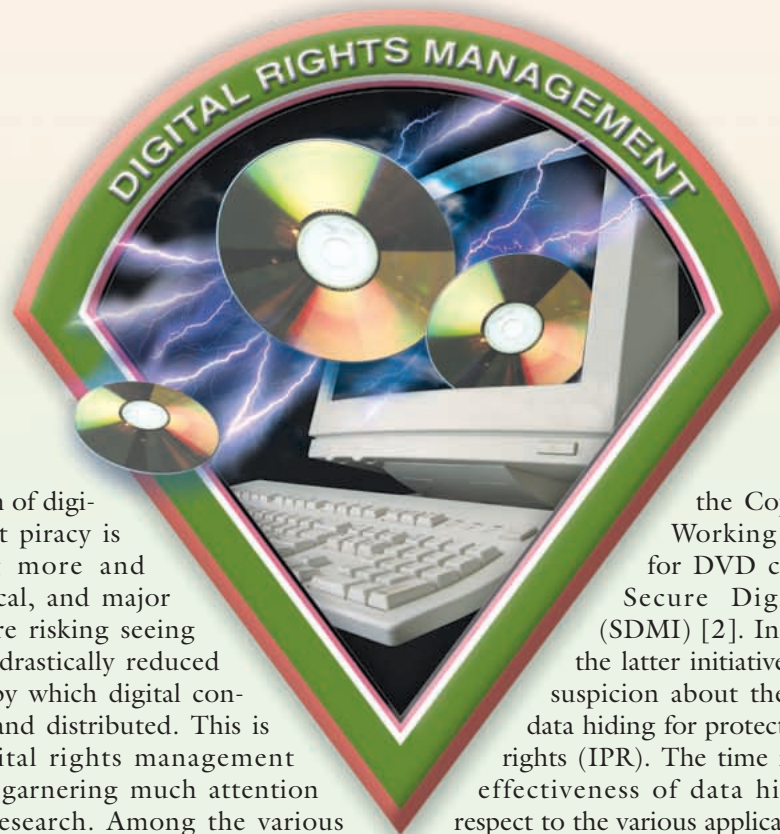 DIGITAL RIGHTS MANAGEMENT
n of digi-
t piracy is
more and
cal, and major
re risking seeing
drastically reduced
by which digital con-
and distributed. This is
ital rights management
garnering much attention
esearch. Among the various
the Co
Working
for DVD c
Secure Dig
(SDMI) [2]. In
the latter initiative
suspicion about the
data hiding for protect
rights (IPR). The time
effectiveness of data hi
respect to the various applica